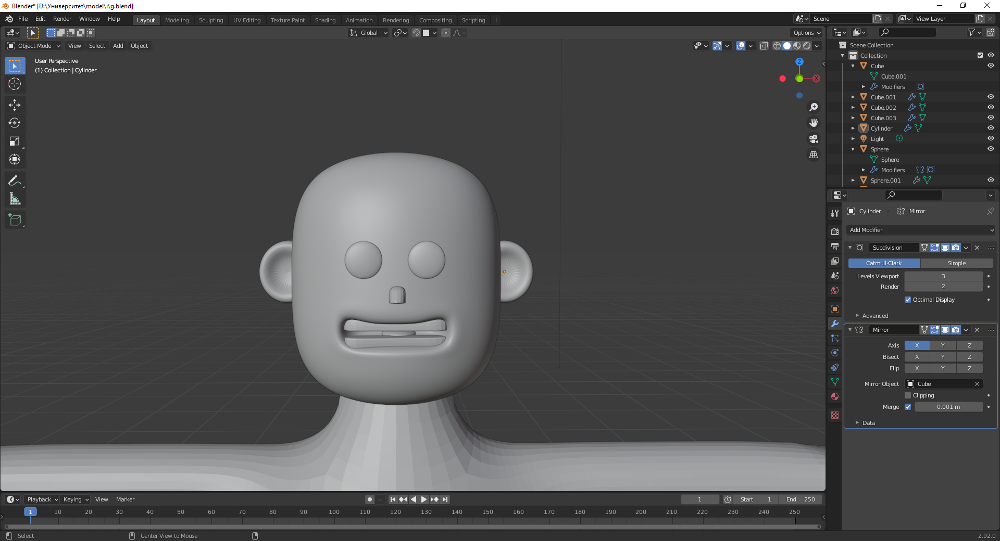 Blender* [D:\Университет\model\i\g.blend]
File Edit Render Window Help Layout Modeling Sculpting UV Editing Texture Paint Shading Animation Rendering Compositing Scripting + Scene View Layer
Global Options
Object Mode View Select Add Object
User Perspective
(1) Collection | Cylinder
Z
X
Scene Collection
Collection
Cube
Cube.001
Modifiers
Cube.001
Cube.002
Cube.003
Cylinder
Light
Sphere
Sphere
Modifiers
Sphere.001
Cylinder Mirror
Add Modifier
Subdivision
Catmull-Clark Simple
Levels Viewport 3
Render 2
Optimal Display
Advanced
Mirror
Axis X Y Z
Bisect X Y Z
Flip X Y Z
Mirror Object Cube
Clipping
Merge 0.001 m
Data
Playback Keying View Marker 1 Start 1 End 250
1 10 20 30 40 50 60 70 80 90 100 110 120 130 140 150 160 170 180 190 200 210 220 230 240 250
Select Center View to Mouse 2.92.0